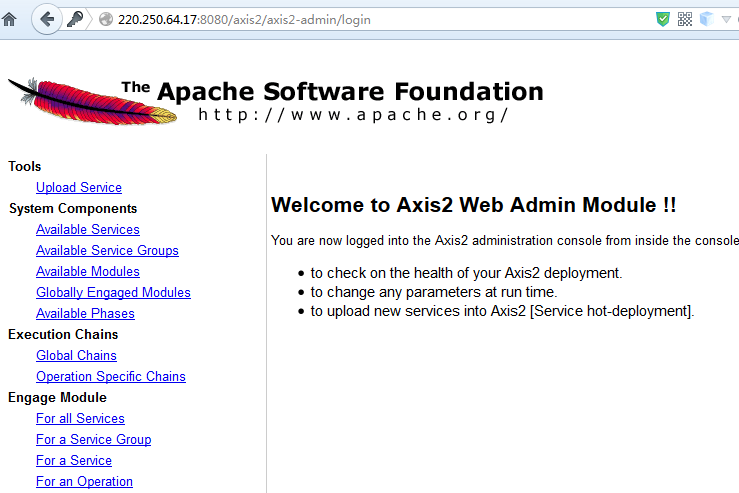 220.250.64.17:8080/axis2/axis2-admin/login
The Apache Software Foundation
http://www.apache.org/
Tools
Upload Service
System Components
Available Services
Available Service Groups
Available Modules
Globally Engaged Modules
Available Phases
Execution Chains
Global Chains
Operation Specific Chains
Engage Module
For all Services
For a Service Group
For a Service
For an Operation
Welcome to Axis2 Web Admin Module !!
You are now logged into the Axis2 administration console from inside the console
to check on the health of your Axis2 deployment.
to change any parameters at run time.
to upload new services into Axis2 [Service hot-deployment].